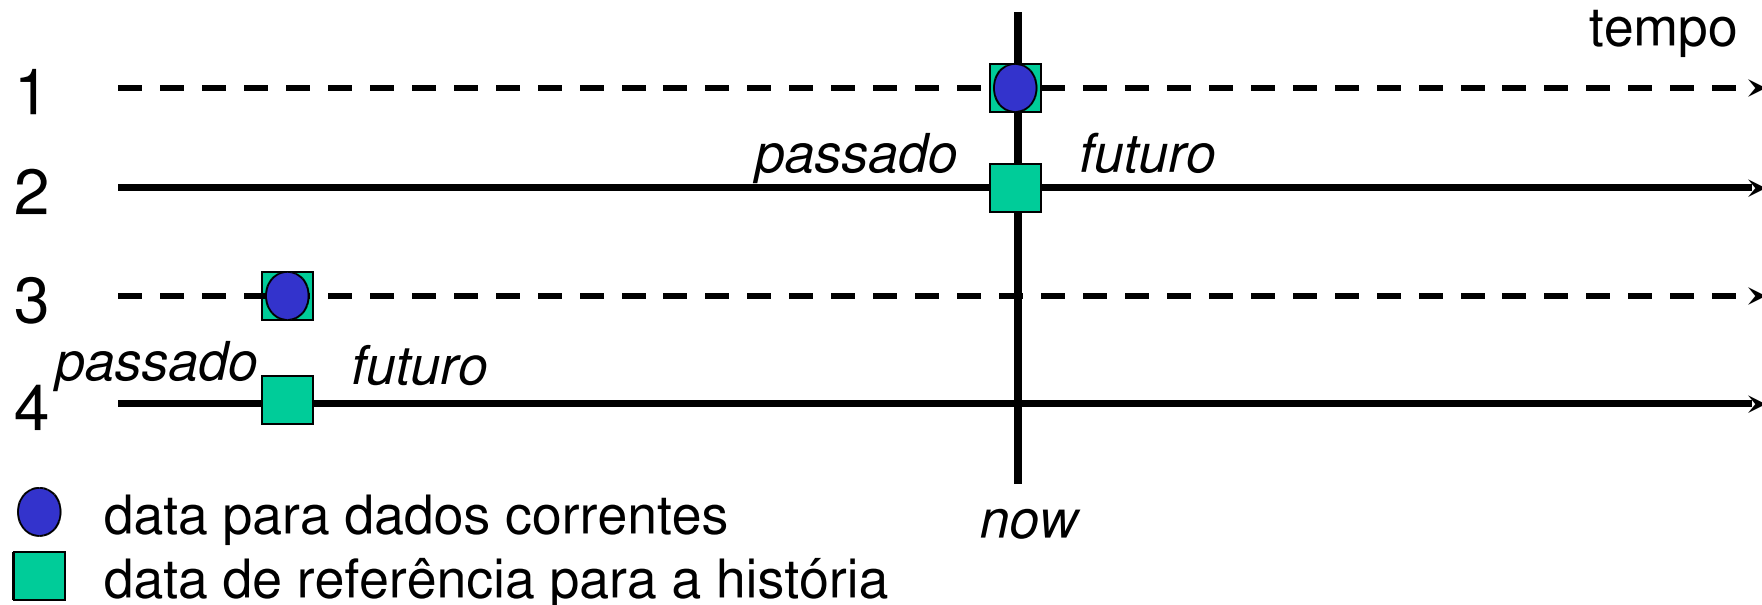 tempo
1
passado futuro
2
3
passado futuro
4
data para dados correntes
now
data de referência para a história